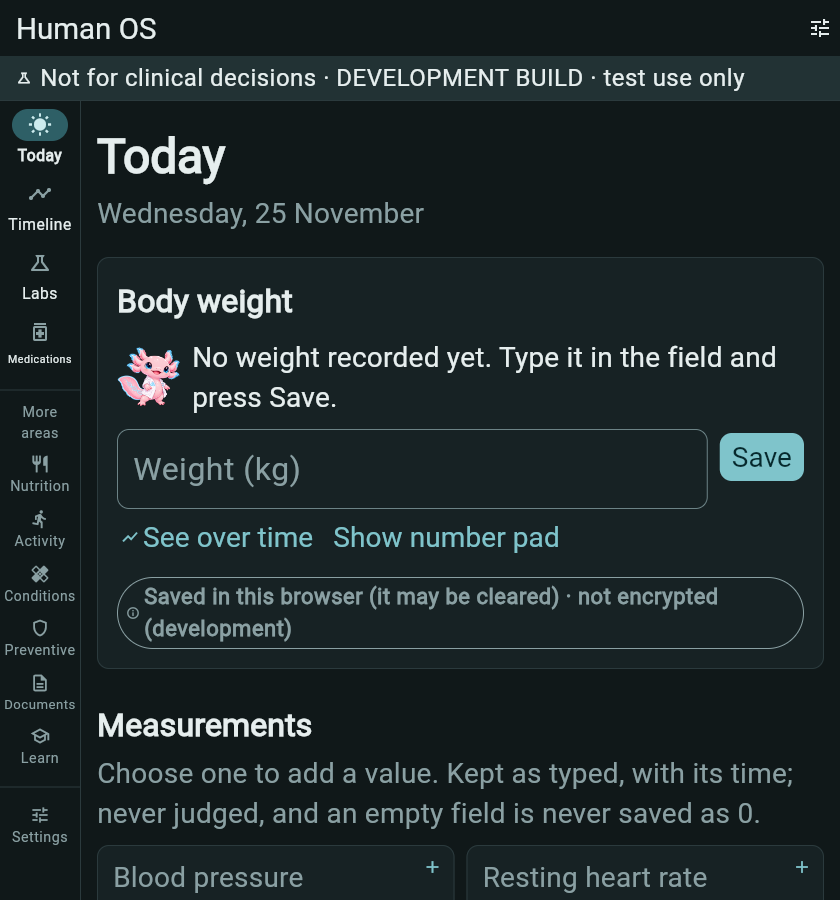 Human OS
Not for clinical decisions · DEVELOPMENT BUILD · test use only
Today
Timeline
Labs
Medications
More
areas
Nutrition
Activity
Conditions
Preventive
Documents
Learn
Settings
Today
Wednesday, 25 November
Body weight
No weight recorded yet. Type it in the field and
press Save.
Weight (kg)
Save
See over time
Show number pad
Saved in this browser (it may be cleared) · not encrypted
(development)
Measurements
Choose one to add a value. Kept as typed, with its time;
never judged, and an empty field is never saved as 0.
Blood pressure +
Resting heart rate +